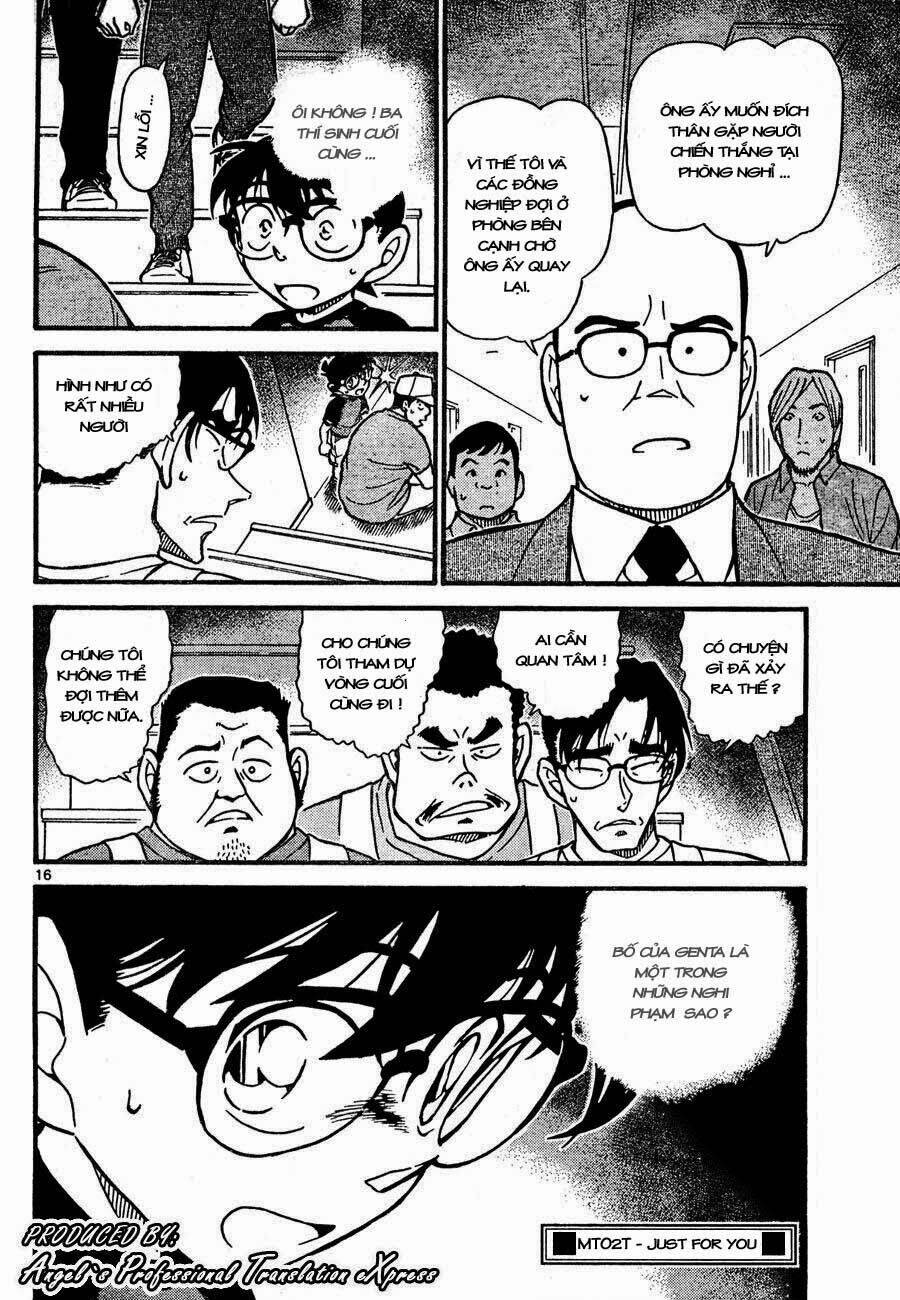 ÔNG ẤY MUỐN ĐÍCH
THÂN GẶP NGƯỜI
CHIẾN THẮNG TẠI
PHÒNG NGHỈ ...
VÌ THẾ TÔI VÀ
CÁC ĐỒNG
NGHIỆP ĐỢI Ở
PHÒNG BÊN
CẠNH CHỜ
ÔNG ẤY QUAY
LẠI.
ÔI KHÔNG ! BA
THÍ SINH CUỐI
CÙNG ...
XIN LỖI ...
HÌNH NHƯ CÓ
RẤT NHIỀU
NGƯỜI
CÓ CHUYỆN
GÌ ĐÃ XẢY
RA THẾ ?
AI CẦN
QUAN TÂM !
CHO CHÚNG
TÔI THAM DỰ
VÒNG CUỐI
CÙNG ĐI !
CHÚNG TÔI
KHÔNG THỂ
ĐỢI THÊM
ĐƯỢC NỮA.
16
BỐ CỦA GENTA LÀ
MỘT TRONG
NHỮNG NGHI
PHẠM SAO ?
PRODUCED BY:
Angel`s Professional Translation eXpress
MTO2T - JUST FOR YOU